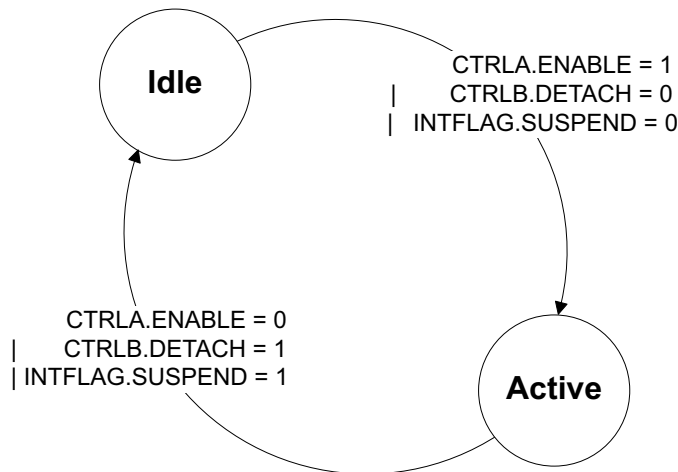 Idle
CTRLA.ENABLE = 1
| CTRLB.DETACH = 0
| INTFLAG.SUSPEND = 0
CTRLA.ENABLE = 0
| CTRLB.DETACH = 1
| INTFLAG.SUSPEND = 1
Active